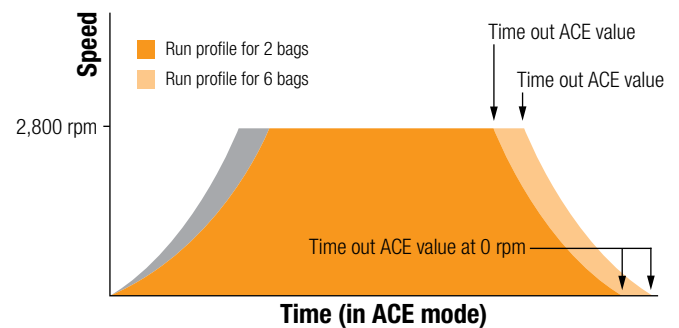 Speed
Run profile for 2 bags
Run profile for 6 bags
Time out ACE value
Time out ACE value
2,800 rpm
Time out ACE value at 0 rpm
Time (in ACE mode)